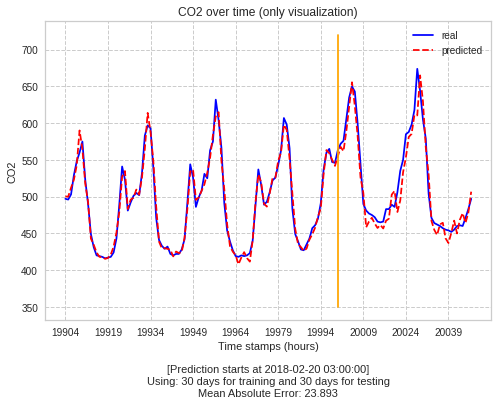 CO2 over time (only visualization)
real
predicted
700
650
600
550
500
450
400
350
CO2
19904 19919 19934 19949 19964 19979 19994 20009 20024 20039
Time stamps (hours)
[Prediction starts at 2018-02-20 03:00:00]
Using: 30 days for training and 30 days for testing
Mean Absolute Error: 23.893